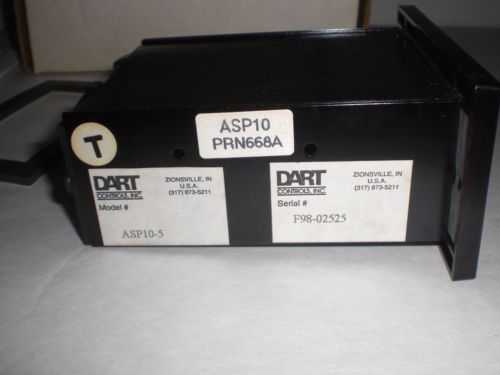 T
ASP10
PRN668A
DART
CONTROLS, INC.
ZIONSVILLE, IN
U.S.A.
(317) 873-5211
Model #
ASP10-5
DART
CONTROLS, INC.
ZIONSVILLE, IN
U.S.A.
(317) 873-5211
Serial #
F98-02525